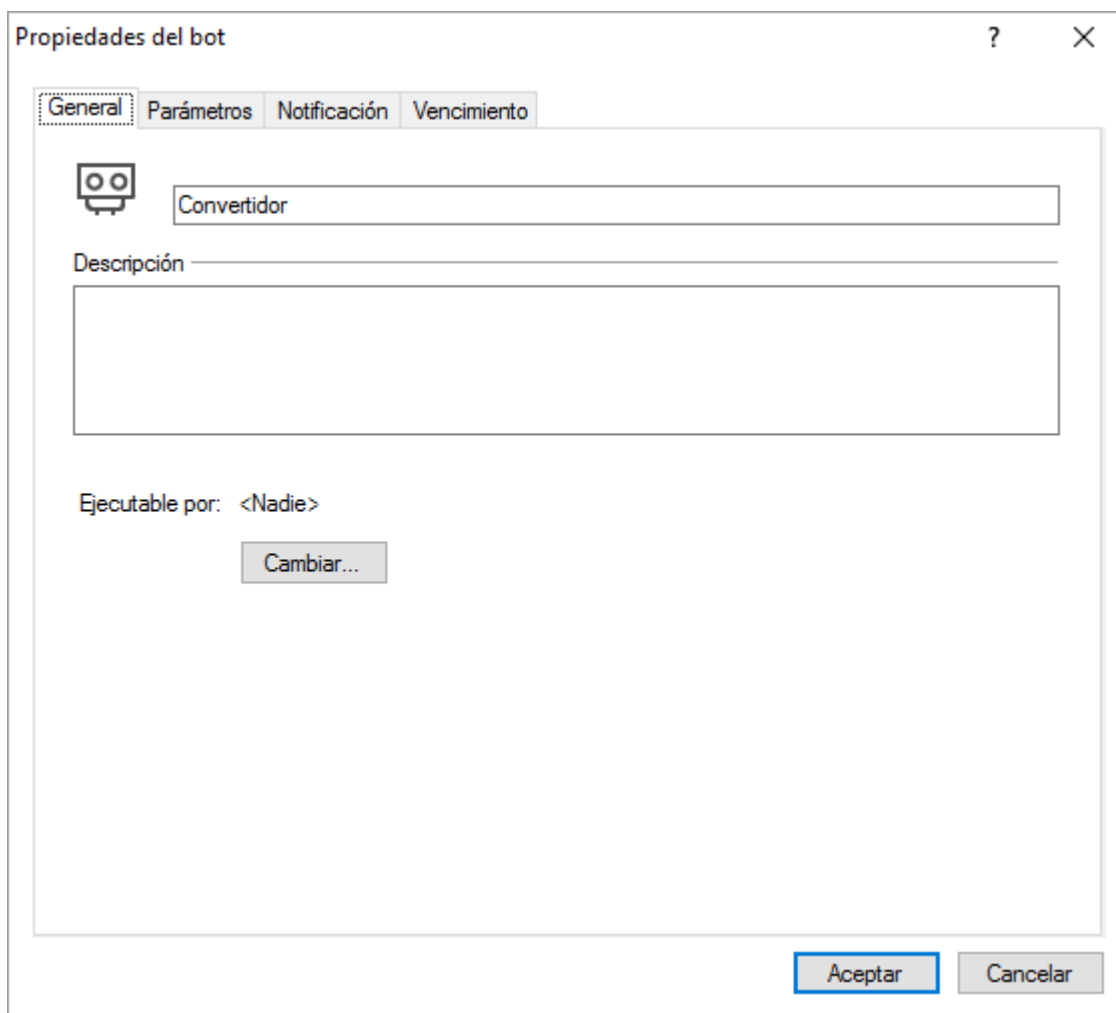 Propiedades del bot
?
General Parámetros Notificación Vencimiento
Convertidor
Descripción
Ejecutable por: <Nadie>
Cambiar...
Aceptar Cancelar